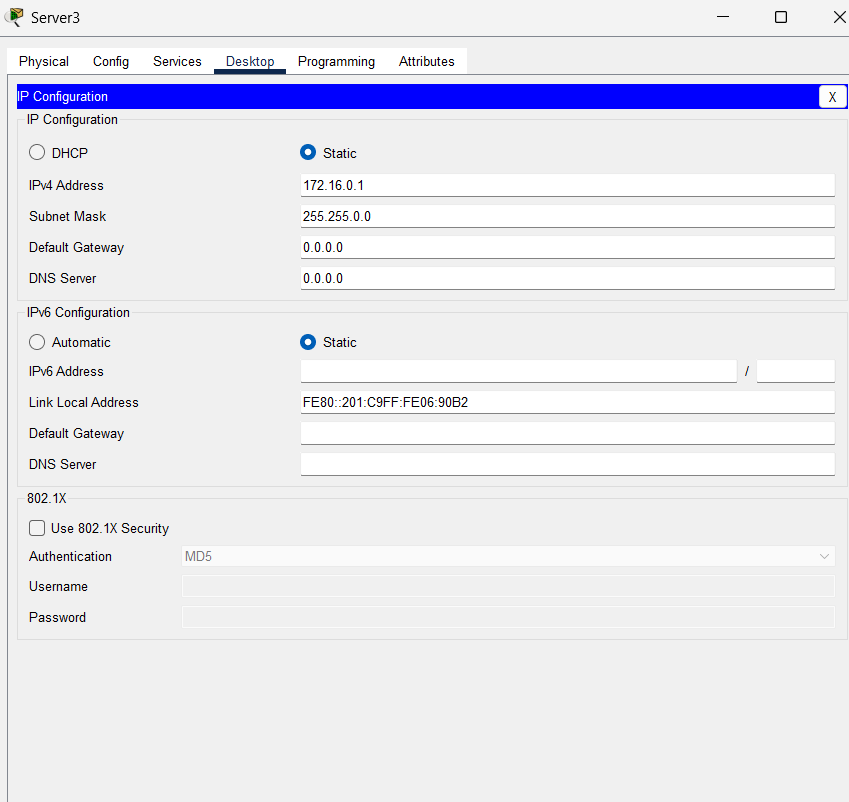 Server3
Physical Config Services Desktop Programming Attributes
IP Configuration X
IP Configuration
DHCP Static
IPv4 Address 172.16.0.1
Subnet Mask 255.255.0.0
Default Gateway 0.0.0.0
DNS Server 0.0.0.0
IPv6 Configuration
Automatic Static
IPv6 Address /
Link Local Address FE80::201:C9FF:FE06:90B2
Default Gateway
DNS Server
802.1X
Use 802.1X Security
Authentication MD5
Username
Password